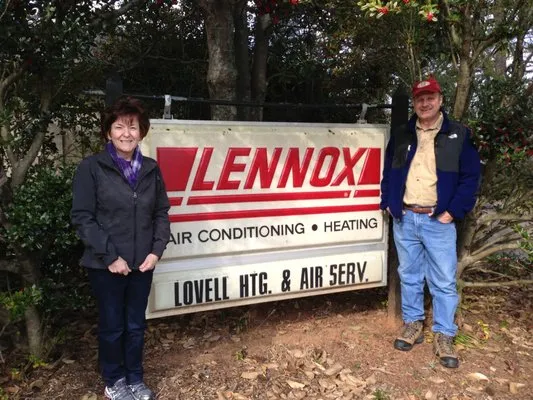 LENNOX
AIR CONDITIONING • HEATING
LOVELL HTG. & AIR SERV.